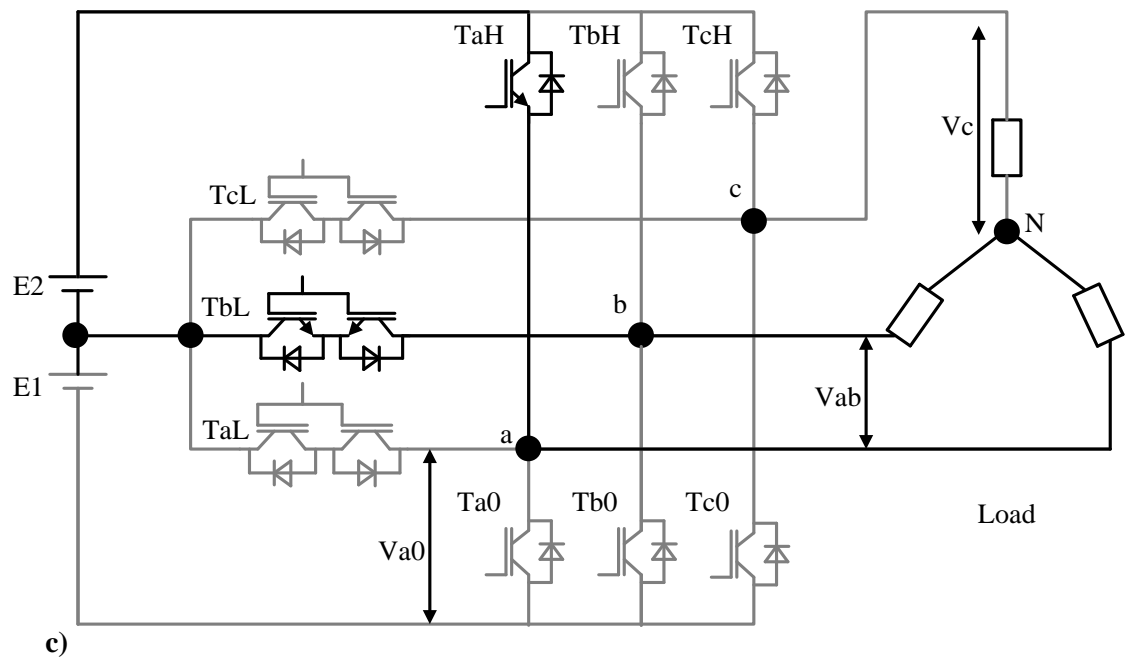 TaH TbH TcH
Vc
TcL
c
N
E2
TbL
b
E1
Vab
TaL
a
Ta0 Tb0 Tc0
Load
Va0
c)